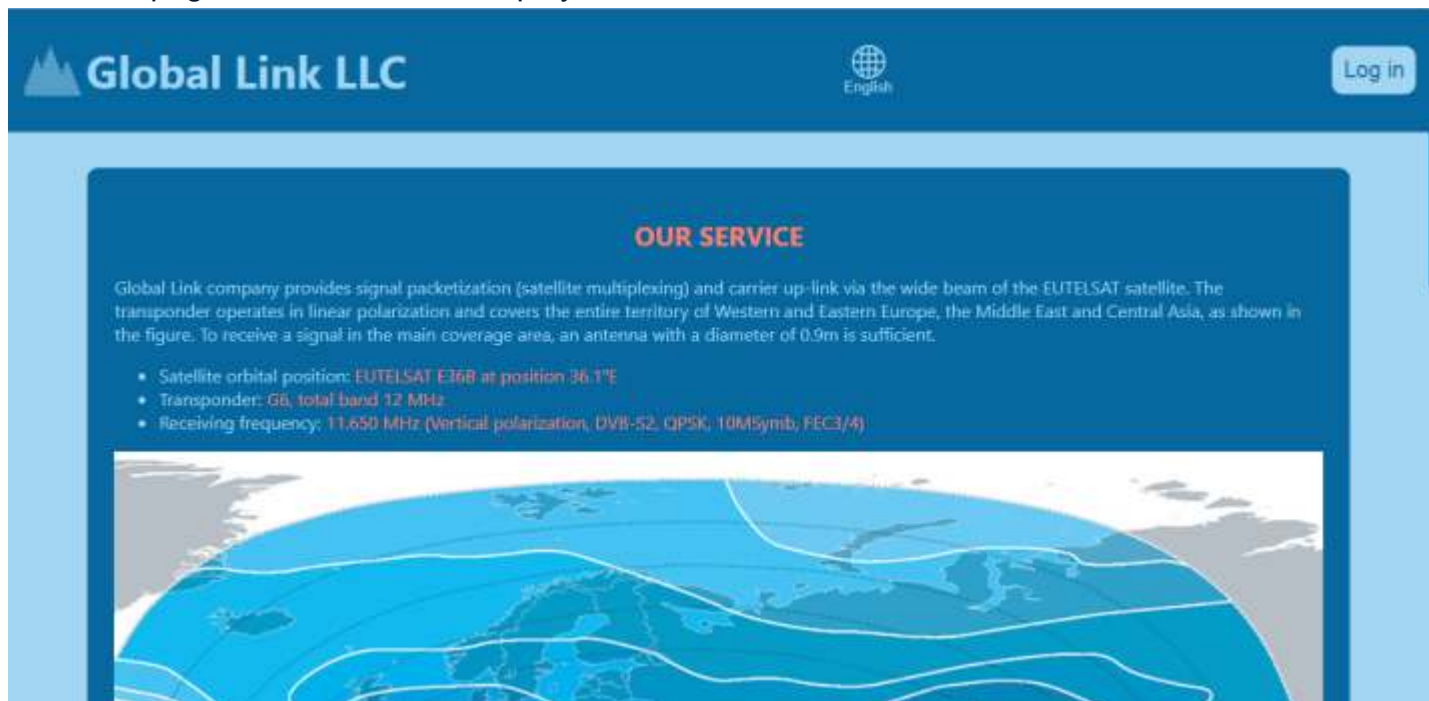 Global Link LLC
English
Log in
OUR SERVICE
Global Link company provides signal packetization (satellite multiplexing) and carrier up-link via the wide beam of the EUTELSAT satellite. The
transponder operates in linear polarization and covers the entire territory of Western and Eastern Europe, the Middle East and Central Asia, as shown in
the figure. To receive a signal in the main coverage area, an antenna with a diameter of 0.9m is sufficient.
• Satellite orbital position: EUTELSAT E36B at position 36.1°E
• Transponder: G6, total band 12 MHz
• Receiving frequency: 11.650 MHz (Vertical polarization, DVB-S2, QPSK, 10MSymb, FEC3/4)